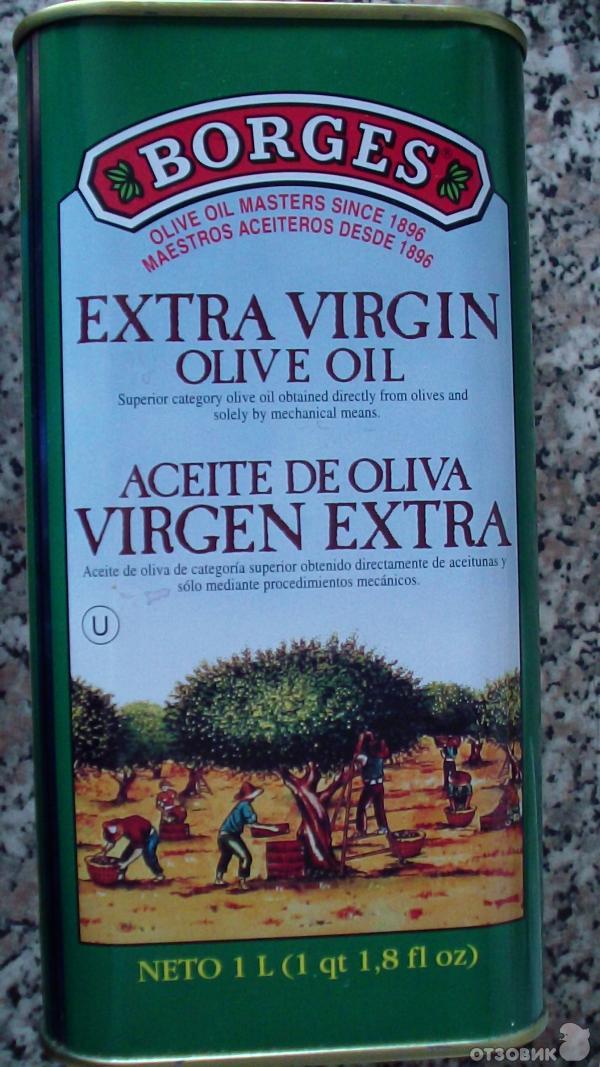 BORGES®
OLIVE OIL MASTERS SINCE 1896
MAESTROS ACEITEROS DESDE 1896
EXTRA VIRGIN
OLIVE OIL
Superior category olive oil obtained directly from olives and
solely by mechanical means.
ACEITE DE OLIVA
VIRGEN EXTRA
Aceite de oliva de categoría superior obtenido directamente de aceitunas y
sólo mediante procedimientos mecánicos.
U
NETO 1 L (1 qt 1,8 fl oz)
ОТЗОВИК